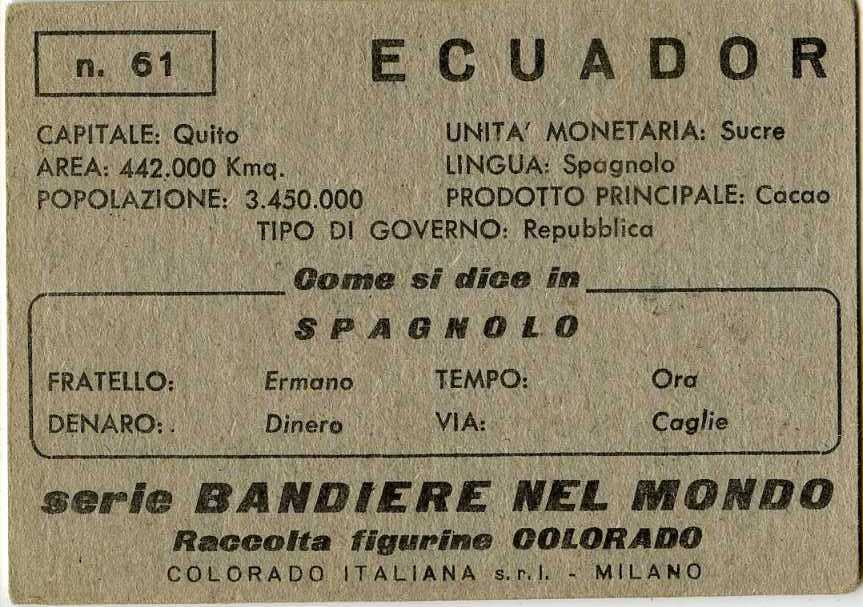 n. 61
ECUADOR
CAPITALE: Quito
AREA: 442.000 Kmq.
POPOLAZIONE: 3.450.000
UNITA' MONETARIA: Sucre
LINGUA: Spagnolo
PRODOTTO PRINCIPALE: Cacao
TIPO DI GOVERNO: Repubblica
Come si dice in
SPAGNOLO
FRATELLO: Ermano TEMPO: Ora
DENARO: . Dinero VIA: Caglie
serie BANDIERE NEL MONDO
Raccolta figurine COLORADO
COLORADO ITALIANA s.r.l. - MILANO